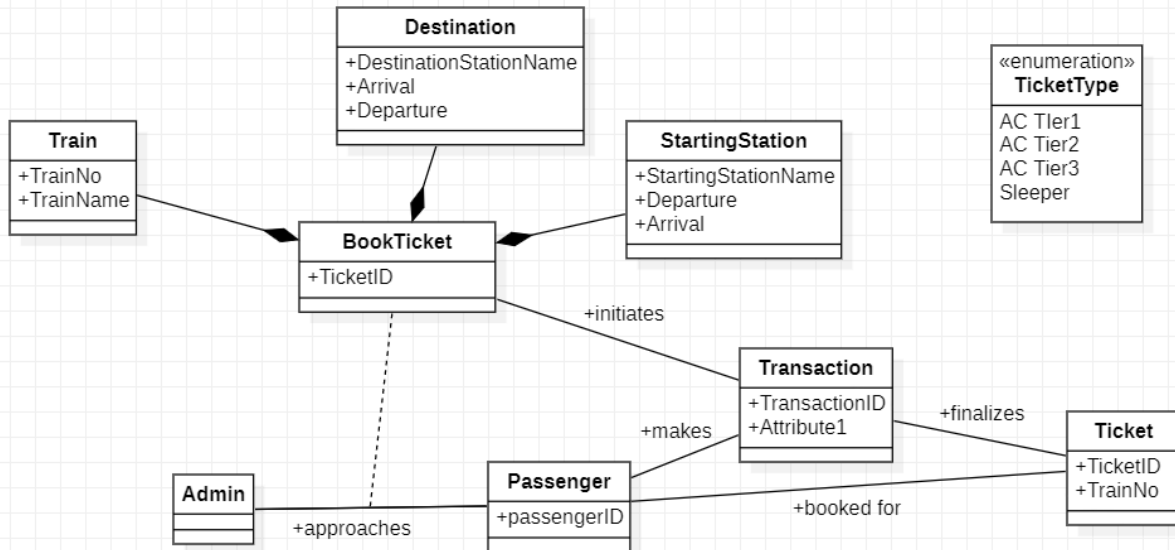 Destination
+DestinationStationName
+Arrival
+Departure
«enumeration»
TicketType
AC TIer1
AC Tier2
AC Tier3
Sleeper
Train
+TrainNo
+TrainName
StartingStation
+StartingStationName
+Departure
+Arrival
BookTicket
+TicketID
+initiates
Transaction
+TransactionID
+Attribute1
+makes
+finalizes
Ticket
+TicketID
+TrainNo
Admin
+approaches
Passenger
+passengerID
+booked for